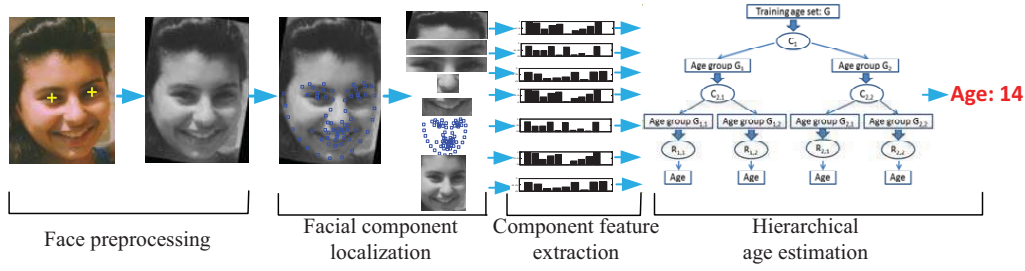 Training age set: G
C1
Age group G1
Age group G2
C2,1
C2,2
Age: 14
Age group G1,1
Age group G1,2
Age group G2,1
Age group G2,2
R1,1
R1,2
R2,1
R2,2
Age
Age
Age
Age
Face preprocessing
Facial component
localization
Component feature
extraction
Hierarchical
age estimation